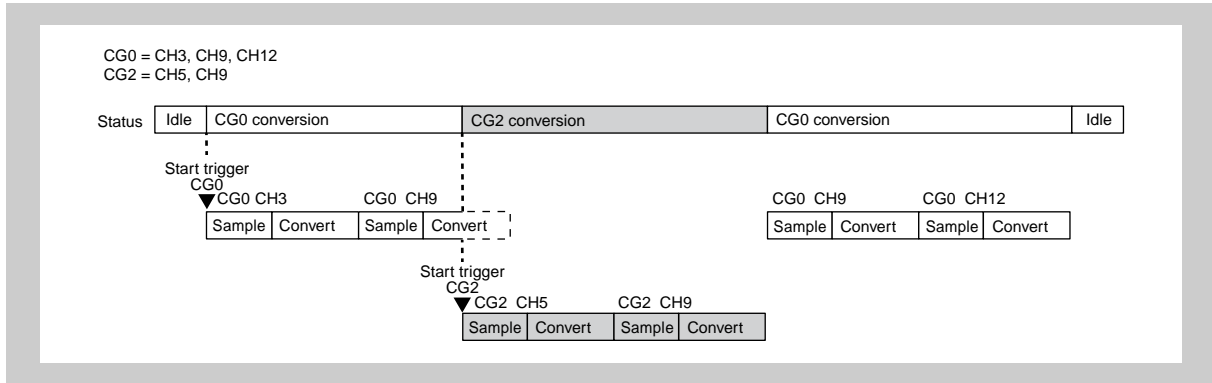 CG0 = CH3, CH9, CH12
CG2 = CH5, CH9
Status Idle CG0 conversion CG2 conversion CG0 conversion Idle
Start trigger
CG0
CG0 CH3 CG0 CH9 CG0 CH9 CG0 CH12
Sample Convert Sample Convert Sample Convert Sample Convert
Start trigger
CG2
CG2 CH5 CG2 CH9
Sample Convert Sample Convert